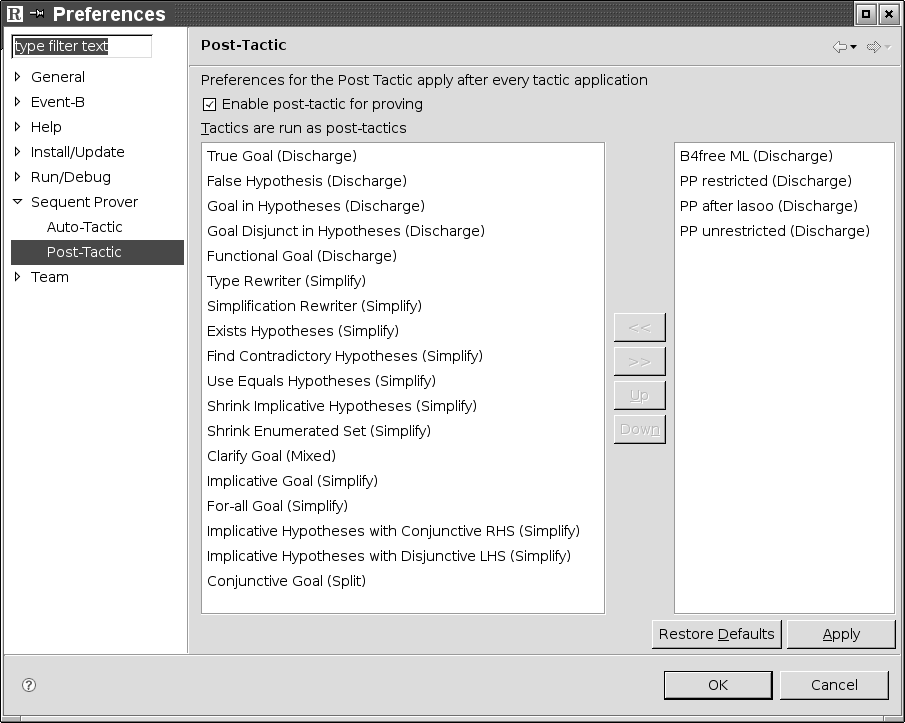 R Preferences
type filter text
General
Event-B
Help
Install/Update
Run/Debug
Sequent Prover
Auto-Tactic
Post-Tactic
Team
Post-Tactic
Preferences for the Post Tactic apply after every tactic application
Enable post-tactic for proving
Tactics are run as post-tactics
True Goal (Discharge)
False Hypothesis (Discharge)
Goal in Hypotheses (Discharge)
Goal Disjunct in Hypotheses (Discharge)
Functional Goal (Discharge)
Type Rewriter (Simplify)
Simplification Rewriter (Simplify)
Exists Hypotheses (Simplify)
Find Contradictory Hypotheses (Simplify)
Use Equals Hypotheses (Simplify)
Shrink Implicative Hypotheses (Simplify)
Shrink Enumerated Set (Simplify)
Clarify Goal (Mixed)
Implicative Goal (Simplify)
For-all Goal (Simplify)
Implicative Hypotheses with Conjunctive RHS (Simplify)
Implicative Hypotheses with Disjunctive LHS (Simplify)
Conjunctive Goal (Split)
<<
>>
Up
Down
B4free ML (Discharge)
PP restricted (Discharge)
PP after lasoo (Discharge)
PP unrestricted (Discharge)
Restore Defaults
Apply
?
OK
Cancel